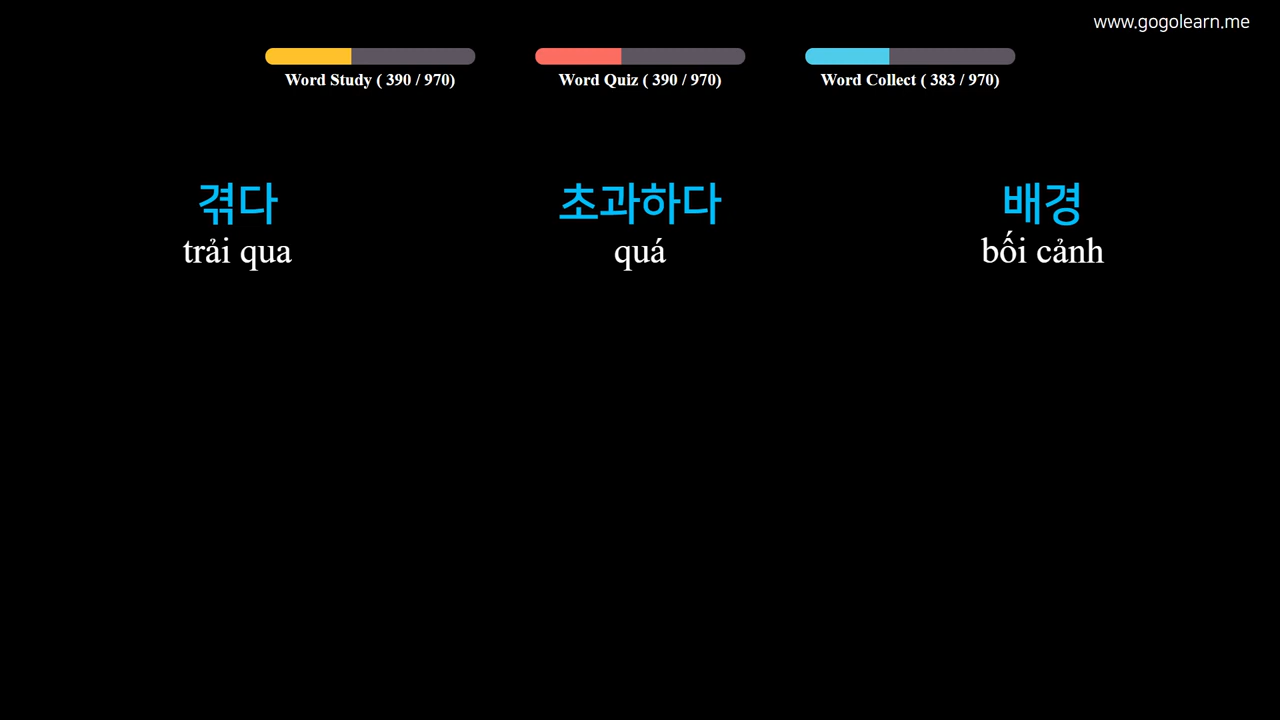 www.gogolearn.me
Word Study ( 390 / 970)
Word Quiz ( 390 / 970)
Word Collect ( 383 / 970)
겪다
초과하다
배경
trải qua
quá
bối cảnh